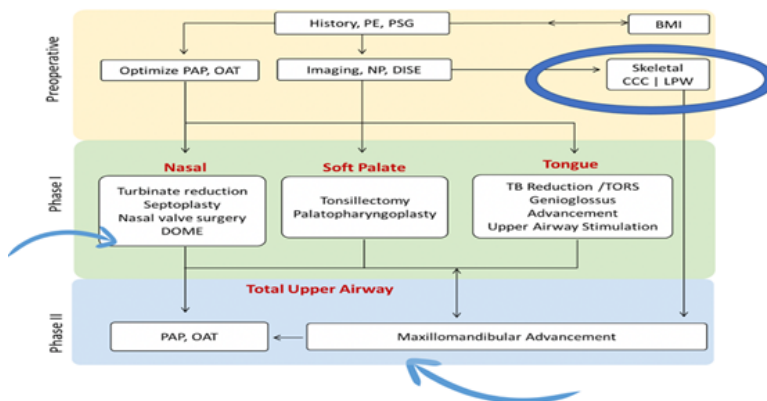 History, PE, PSG
BMI
Preoperative
Optimize PAP, OAT
Imaging, NP, DISE
Skeletal
CCC | LPW
Phase I
Nasal
Turbinate reduction
Septoplasty
Nasal valve surgery
DOME
Soft Palate
Tonsillectomy
Palatopharyngoplasty
Tongue
TB Reduction /TORS
Genioglossus
Advancement
Upper Airway Stimulation
Total Upper Airway
Phase II
PAP, OAT
Maxillomandibular Advancement